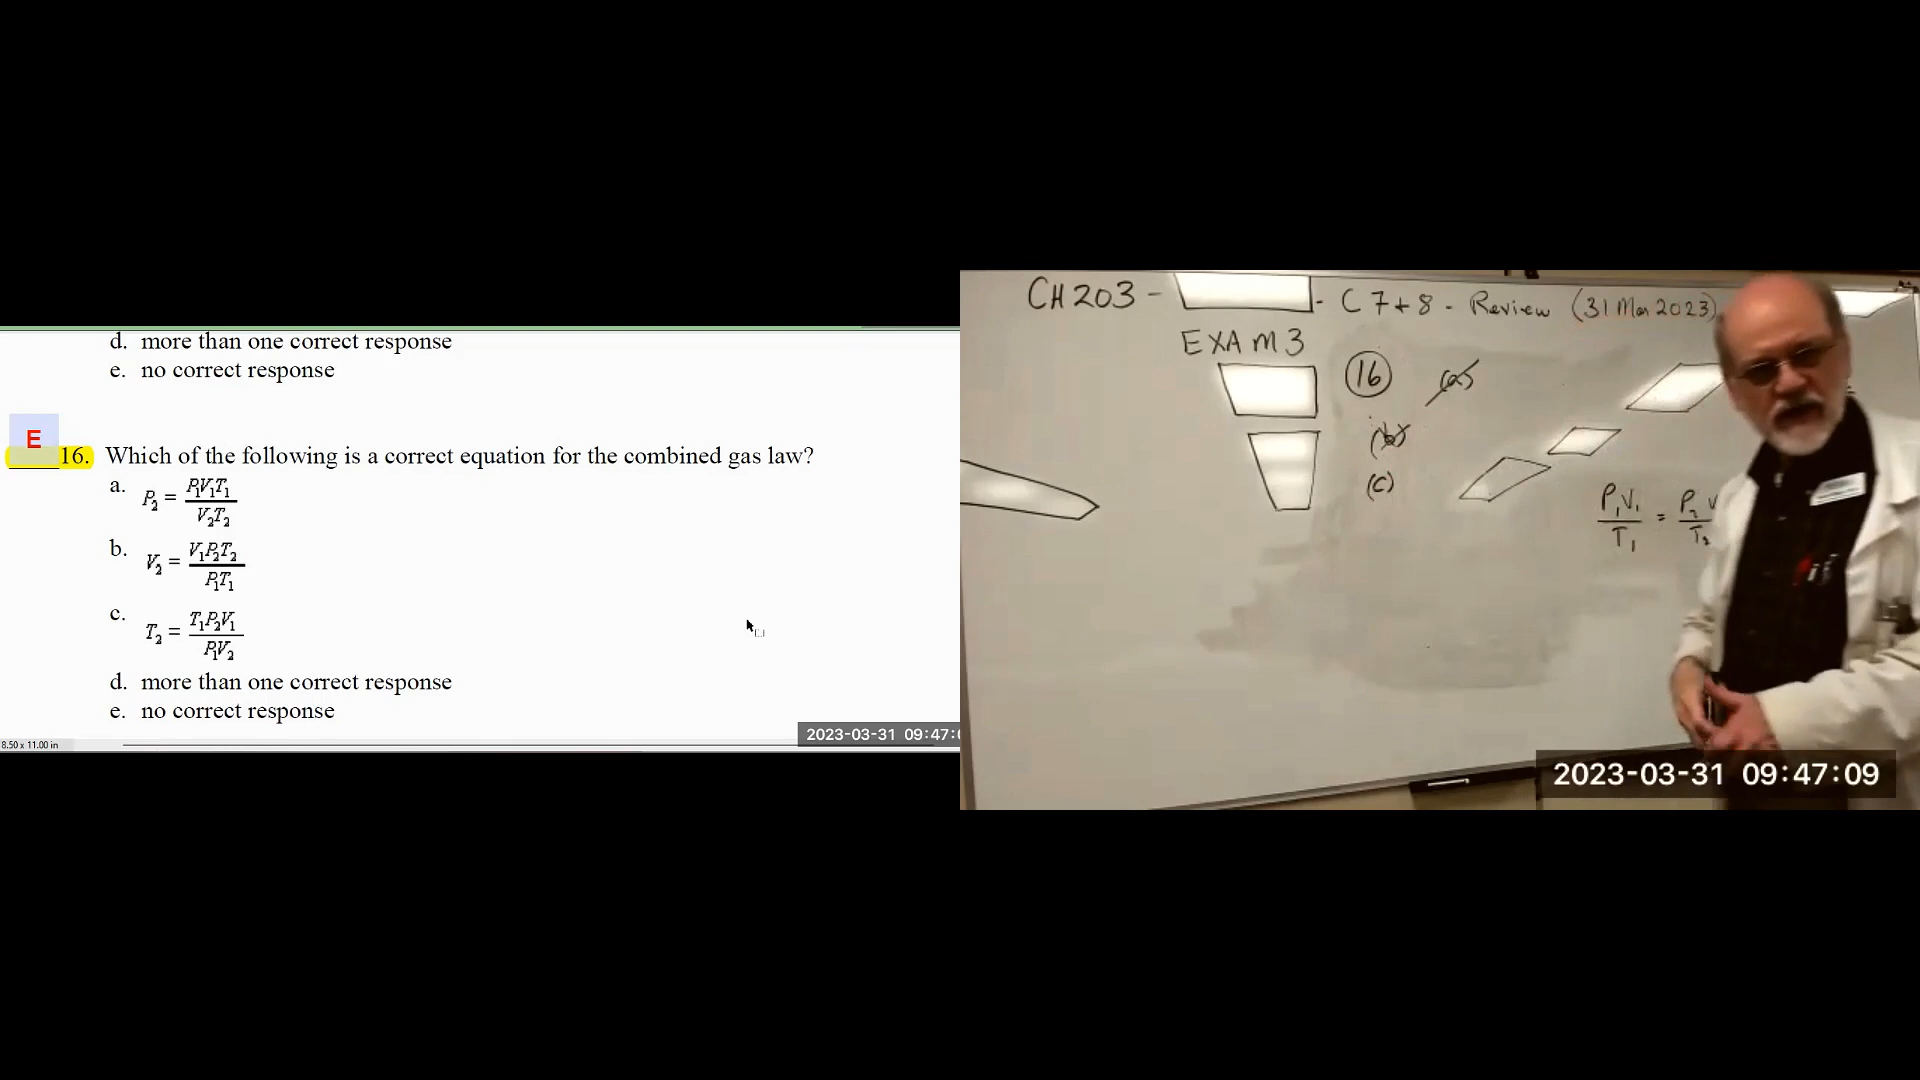 d. more than one correct response
e. no correct response
E
16. Which of the following is a correct equation for the combined gas law?
a. P₂ = P₁V₁T₁ / V₂T₂
b. V₂ = V₁P₂T₂ / P₁T₁
c. T₂ = T₁P₂V₁ / P₁V₂
d. more than one correct response
e. no correct response
8.50 x 11.00 in
2023-03-31 09:47:0
CH203 - - C 7+8 - Review (31 Mar 2023)
EXAM 3
16 (a)
(b)
(c)
P₁V₁ / T₁ = P₂V / T₂
2023-03-31 09:47:09